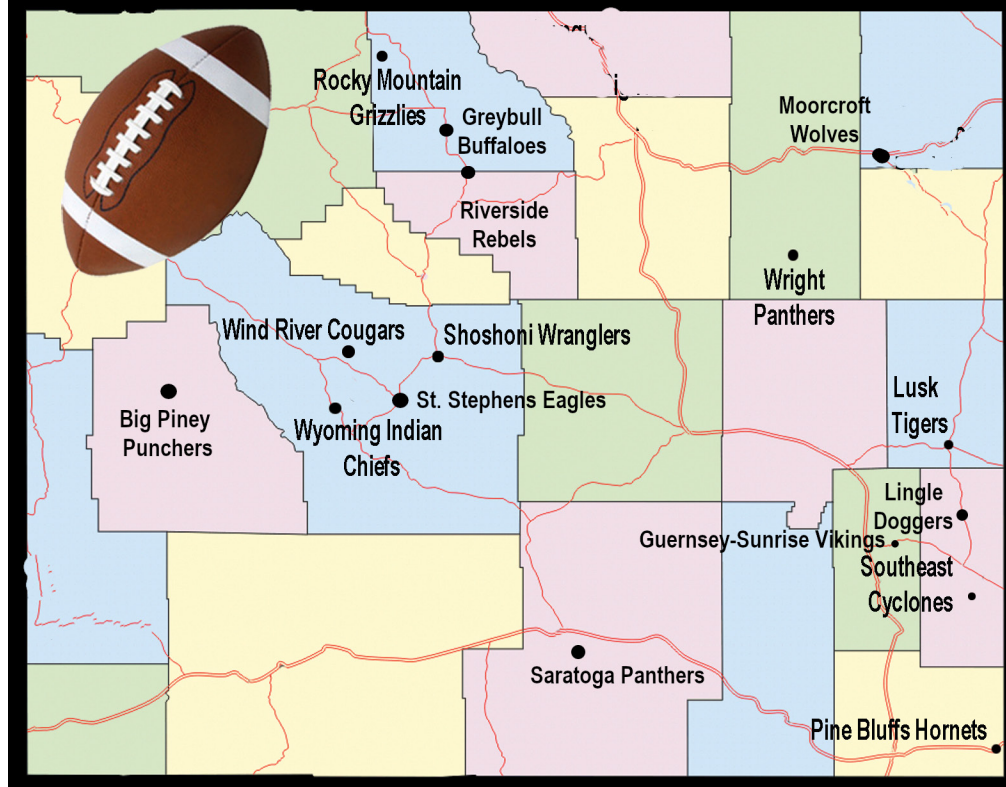 Rocky Mountain
Grizzlies
Greybull
Buffaloes
Moorcroft
Wolves
Riverside
Rebels
Wright
Panthers
Wind River Cougars
Shoshoni Wranglers
Big Piney
Punchers
St. Stephens Eagles
Wyoming Indian
Chiefs
Lusk
Tigers
Lingle
Doggers
Guernsey-Sunrise Vikings
Southeast
Cyclones
Saratoga Panthers
Pine Bluffs Hornets